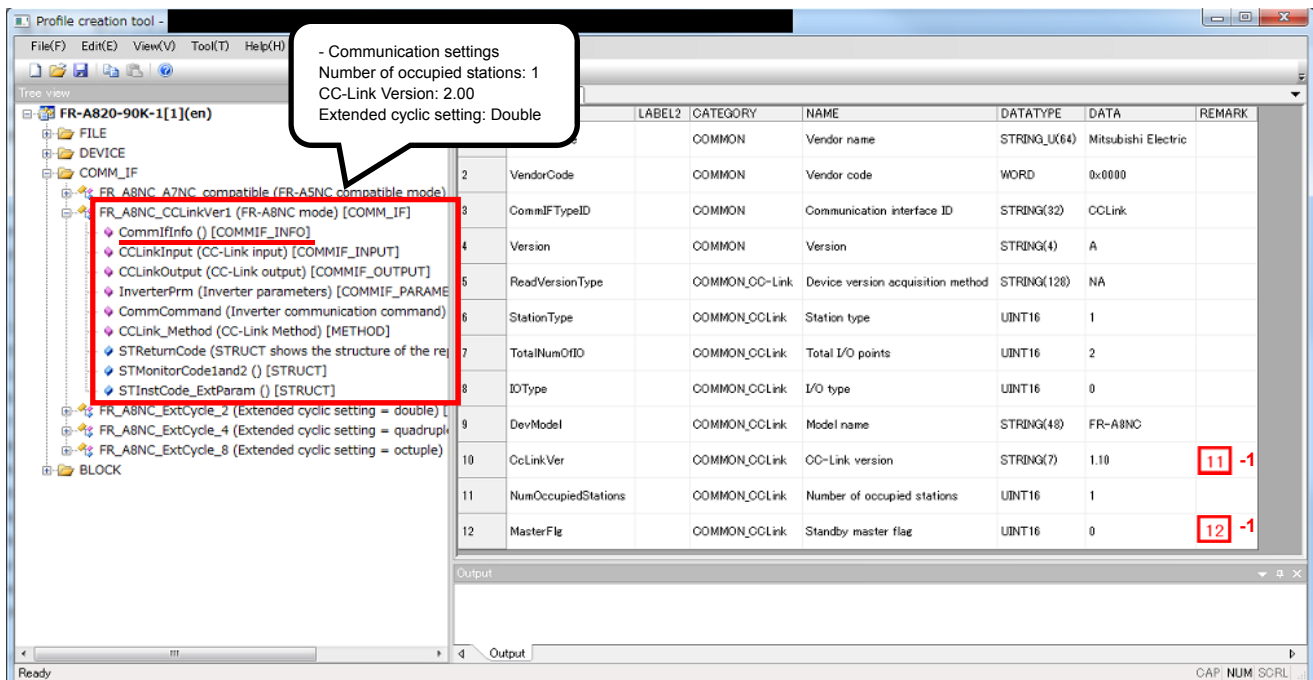 Profile creation tool -
File(F) Edit(E) View(V) Tool(T) Help(H)
- Communication settings
Number of occupied stations: 1
CC-Link Version: 2.00
Extended cyclic setting: Double
Tree view
FR-A820-90K-1[1](en)
FILE
DEVICE
COMM_IF
FR_A8NC_A7NC_compatible (FR-A5NC compatible mode)
FR_A8NC_CCLinkVer1 (FR-A8NC mode) [COMM_IF]
CommIfInfo () [COMMIF_INFO]
CCLinkInput (CC-Link input) [COMMIF_INPUT]
CCLinkOutput (CC-Link output) [COMMIF_OUTPUT]
InverterPrm (Inverter parameters) [COMMIF_PARAME
CommCommand (Inverter communication command)
CCLink_Method (CC-Link Method) [METHOD]
STReturnCode (STRUCT shows the structure of the rep
STMonitorCode1and2 () [STRUCT]
STInstCode_ExtParam () [STRUCT]
FR_A8NC_ExtCycle_2 (Extended cyclic setting = double) [
FR_A8NC_ExtCycle_4 (Extended cyclic setting = quadruple
FR_A8NC_ExtCycle_8 (Extended cyclic setting = octuple)
BLOCK
LABEL2 CATEGORY NAME DATATYPE DATA REMARK
COMMON Vendor name STRING_U(64) Mitsubishi Electric
2 VendorCode COMMON Vendor code WORD 0x0000
3 CommIFTypeID COMMON Communication interface ID STRING(32) CCLink
4 Version COMMON Version STRING(4) A
5 ReadVersionType COMMON_CC-Link Device version acquisition method STRING(128) NA
6 StationType COMMON_CCLink Station type UINT16 1
7 TotalNumOfIO COMMON_CCLink Total I/O points UINT16 2
8 IOType COMMON_CCLink I/O type UINT16 0
9 DevModel COMMON_CCLink Model name STRING(48) FR-A8NC
10 CcLinkVer COMMON_CCLink CC-Link version STRING(7) 1.10 11 -1
11 NumOccupiedStations COMMON_CCLink Number of occupied stations UINT16 1
12 MasterFlg COMMON_CCLink Standby master flag UINT16 0 12 -1
Output
Output
Ready
CAP NUM SCRL